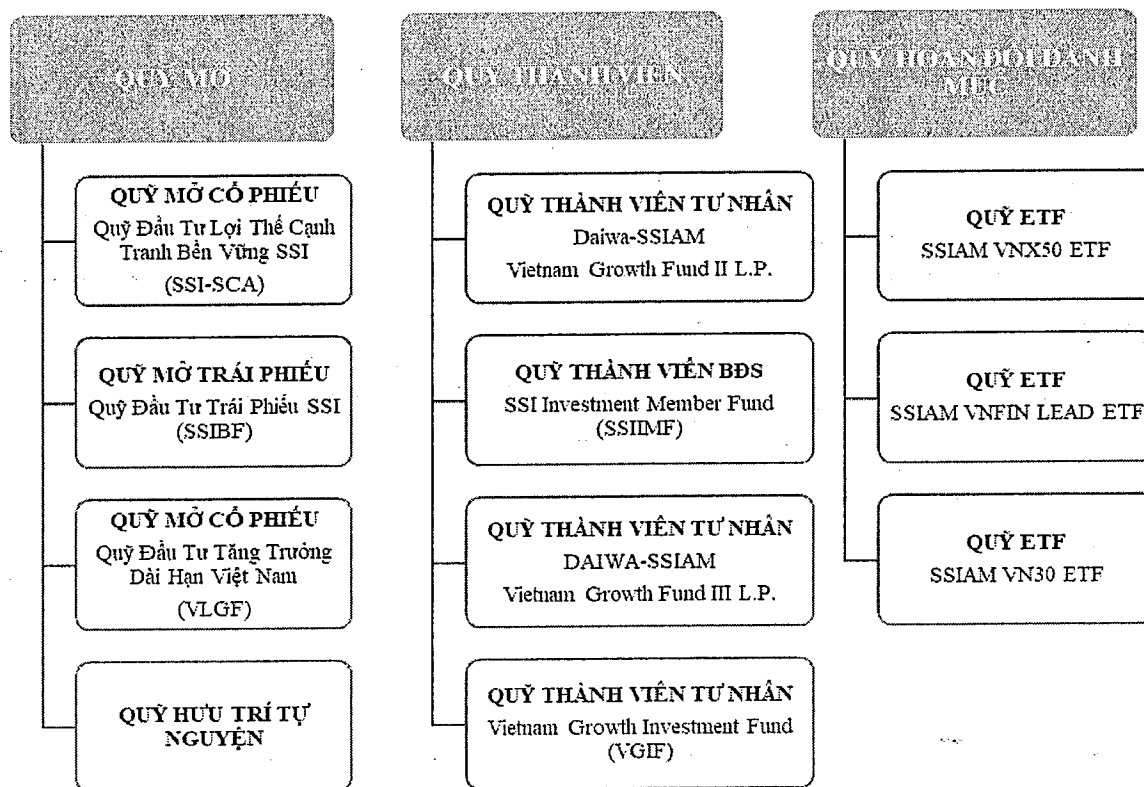 QUỸ MỞ
QUỸ MỞ CỔ PHIẾU
Quỹ Đầu Tư Lợi Thế Cạnh
Tranh Bền Vững SSI
(SSI-SCA)
QUỸ MỞ TRÁI PHIẾU
Quỹ Đầu Tư Trái Phiếu SSI
(SSIBF)
QUỸ MỞ CỔ PHIẾU
Quỹ Đầu Tư Tăng Trưởng
Dài Hạn Việt Nam
(VLGF)
QUỸ HƯU TRÍ TỰ
NGUYỆN
QUỸ THÀNH VIÊN
QUỸ THÀNH VIÊN TƯ NHÂN
Daiwa-SSIAM
Vietnam Growth Fund II L.P.
QUỸ THÀNH VIÊN BĐS
SSI Investment Member Fund
(SSIIMF)
QUỸ THÀNH VIÊN TƯ NHÂN
DAIWA-SSIAM
Vietnam Growth Fund III L.P.
QUỸ THÀNH VIÊN TƯ NHÂN
Vietnam Growth Investment Fund
(VGIF)
QUỸ HOÁN ĐỔI DANH
MỤC
QUỸ ETF
SSIAM VNX50 ETF
QUỸ ETF
SSIAM VNFIN LEAD ETF
QUỸ ETF
SSIAM VN30 ETF